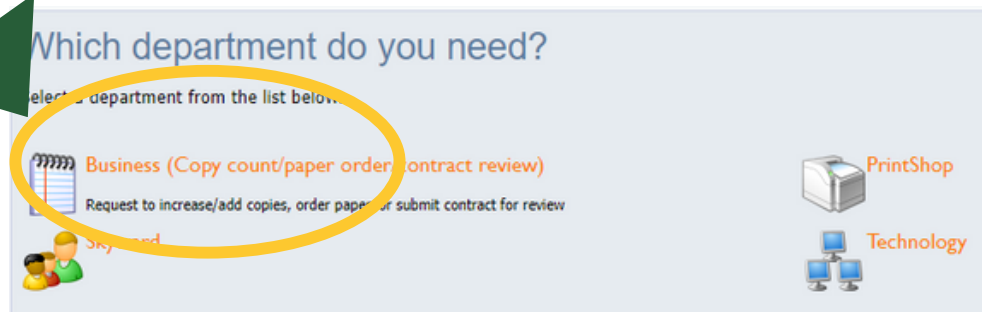 Which department do you need?
department from the list below
Business (Copy count/paper order/contract review)
PrintShop
Request to increase/add copies, order paper or submit contract for review
Skyward
Technology